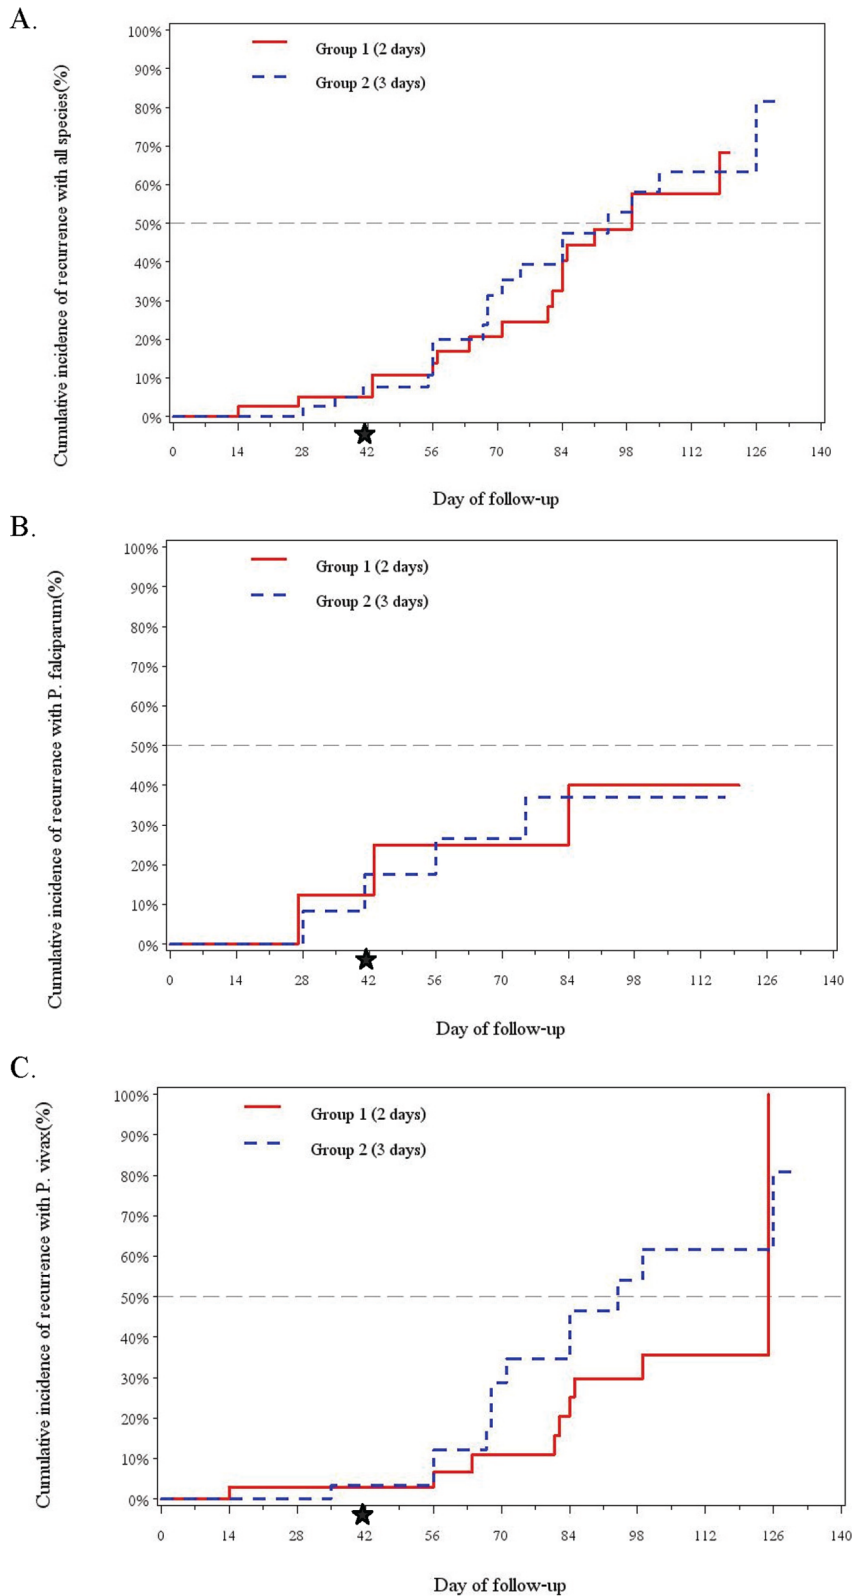 A.
Cumulative incidence of recurrence with all species(%)
100%
90%
80%
70%
60%
50%
40%
30%
20%
10%
0%
Group 1 (2 days)
Group 2 (3 days)
0 14 28 42 56 70 84 98 112 126 140
Day of follow-up
B.
Cumulative incidence of recurrence with P. falciparum(%)
100%
90%
80%
70%
60%
50%
40%
30%
20%
10%
0%
Group 1 (2 days)
Group 2 (3 days)
0 14 28 42 56 70 84 98 112 126 140
Day of follow-up
C.
Cumulative incidence of recurrence with P. vivax(%)
100%
90%
80%
70%
60%
50%
40%
30%
20%
10%
0%
Group 1 (2 days)
Group 2 (3 days)
0 14 28 42 56 70 84 98 112 126 140
Day of follow-up